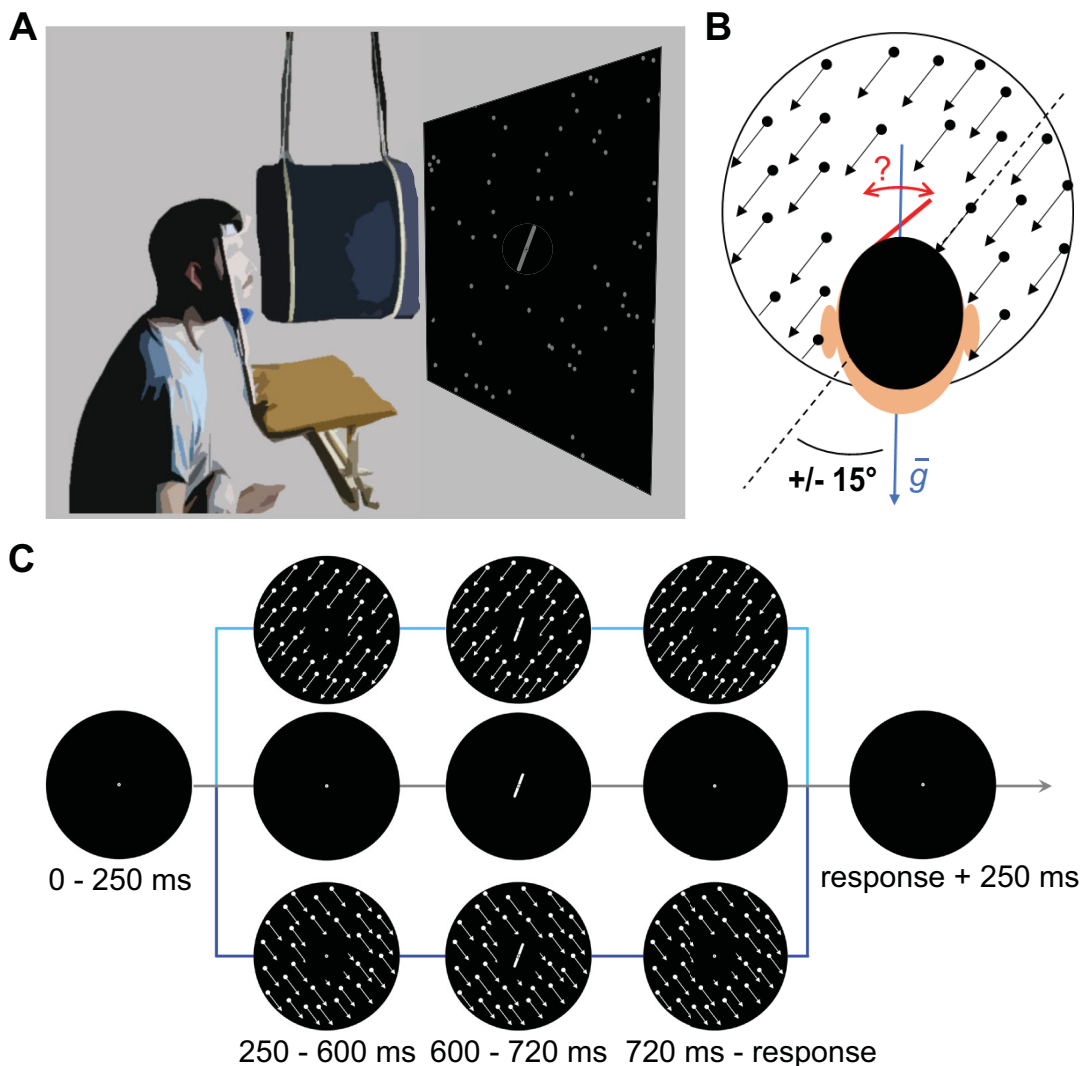 A
B
?
+/- 15°
g̅
C
0 - 250 ms
response + 250 ms
250 - 600 ms
600 - 720 ms
720 ms - response